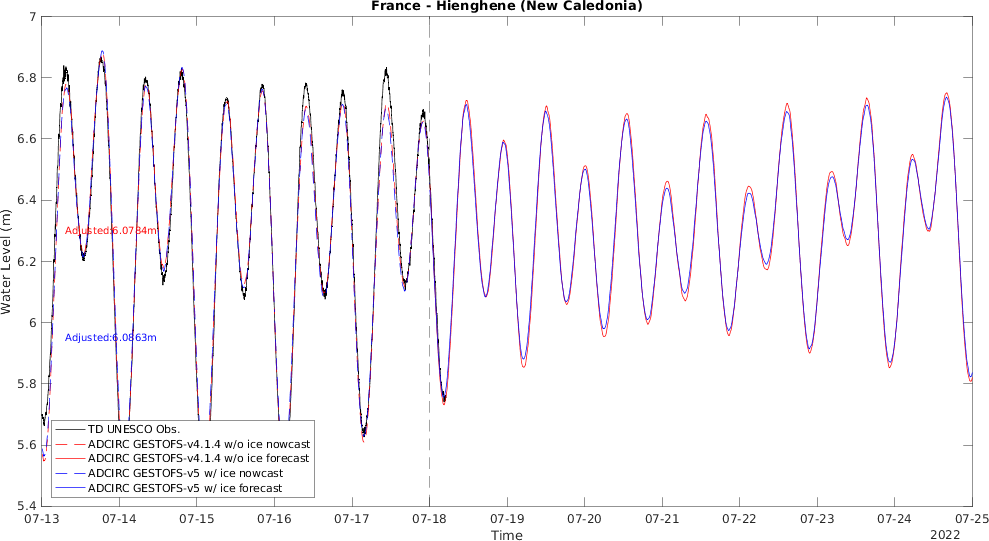 France - Hienghene (New Caledonia)
7
6.8
6.6
6.4
6.2
6
5.8
5.6
5.4
Water Level (m)
Adjusted:6.0784m
Adjusted:6.0863m
TD UNESCO Obs.
ADCIRC GESTOFS-v4.1.4 w/o ice nowcast
ADCIRC GESTOFS-v4.1.4 w/o ice forecast
ADCIRC GESTOFS-v5 w/ ice nowcast
ADCIRC GESTOFS-v5 w/ ice forecast
07-13 07-14 07-15 07-16 07-17 07-18 07-19 07-20 07-21 07-22 07-23 07-24 07-25
Time
2022